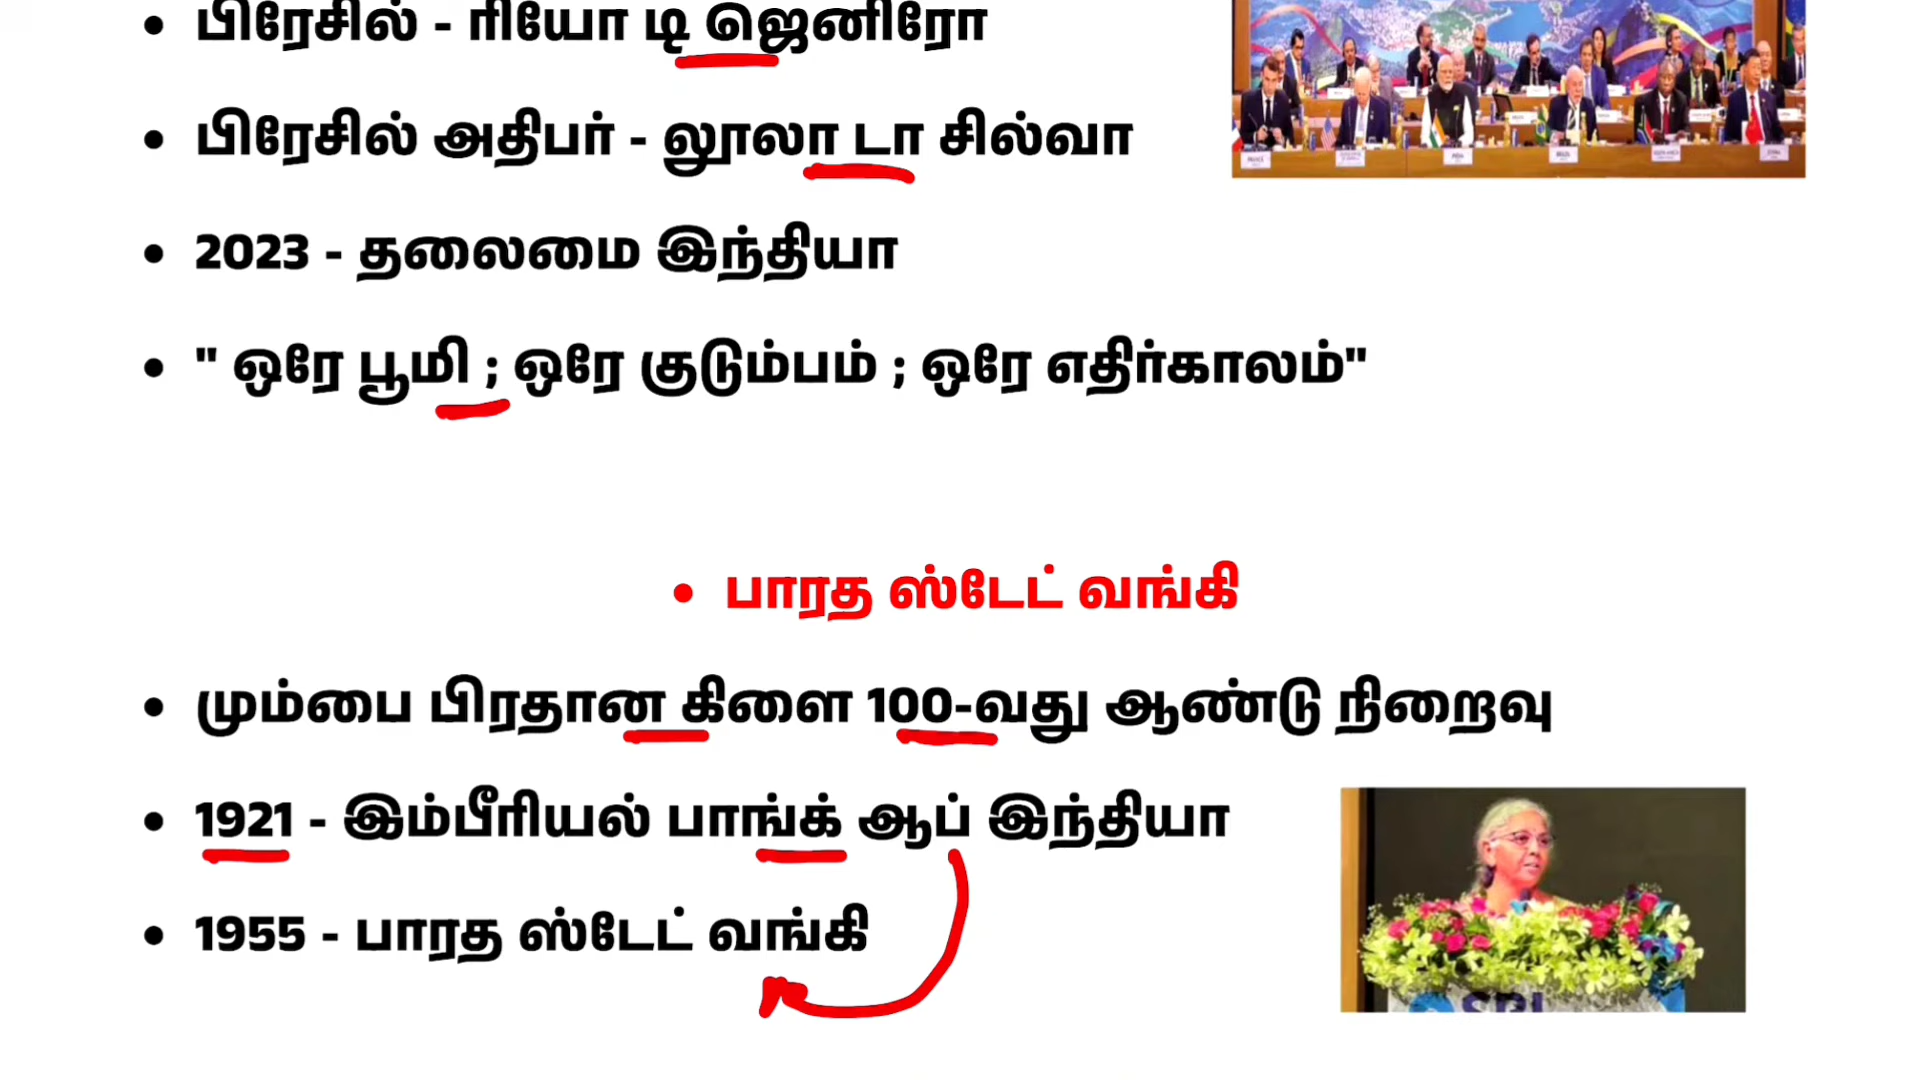 • பிரேசில் - ரியோ டி ஜெனிரோ
• பிரேசில் அதிபர் - லூலா டா சில்வா
• 2023 - தலைமை இந்தியா
• " ஒரே பூமி ; ஒரே குடும்பம் ; ஒரே எதிர்காலம்"
• பாரத ஸ்டேட் வங்கி
• மும்பை பிரதான கிளை 100-வது ஆண்டு நிறைவு
• 1921 - இம்பீரியல் பாங்க் ஆப் இந்தியா
• 1955 - பாரத ஸ்டேட் வங்கி
SBI